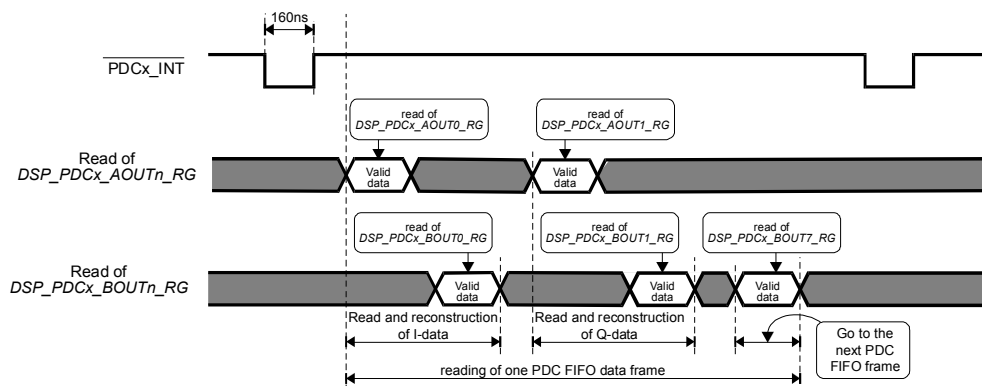 160ns
PDCx_INT
read of
DSP_PDCx_AOUT0_RG
read of
DSP_PDCx_AOUT1_RG
Read of
DSP_PDCx_AOUTn_RG
Valid
data
Valid
data
read of
DSP_PDCx_BOUT0_RG
read of
DSP_PDCx_BOUT1_RG
read of
DSP_PDCx_BOUT7_RG
Read of
DSP_PDCx_BOUTn_RG
Valid
data
Valid
data
Valid
data
Read and reconstruction
of I-data
Read and reconstruction
of Q-data
Go to the
next PDC
FIFO frame
reading of one PDC FIFO data frame